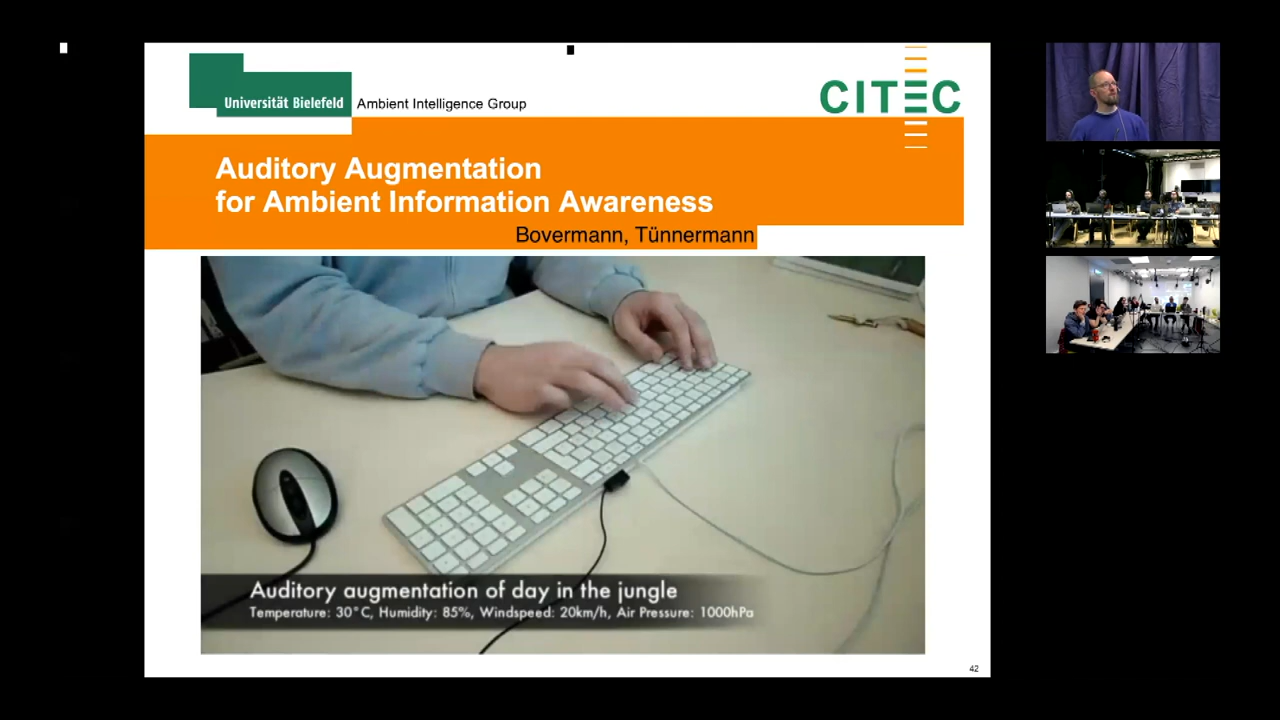 Universität Bielefeld
Ambient Intelligence Group
CITEC
Auditory Augmentation
for Ambient Information Awareness
Bovermann, Tünnermann
Auditory augmentation of day in the jungle
Temperature: 30°C, Humidity: 85%, Windspeed: 20km/h, Air Pressure: 1000hPa
42